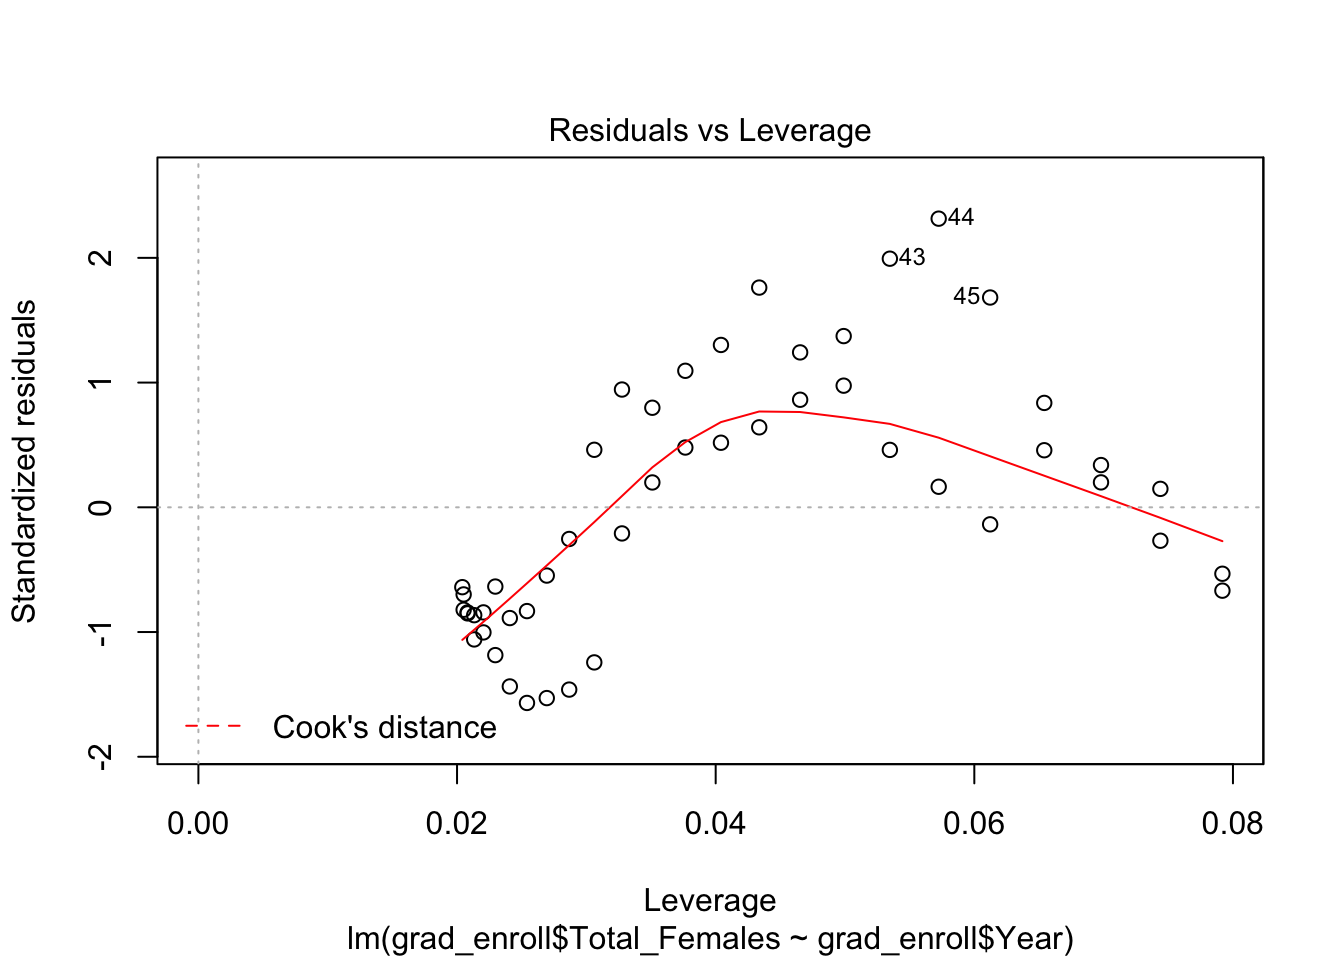 Residuals vs Leverage
Standardized residuals
2
1
0
-1
-2
44
43
45
Cook's distance
0.00 0.02 0.04 0.06 0.08
Leverage
lm(grad_enroll$Total_Females ~ grad_enroll$Year)